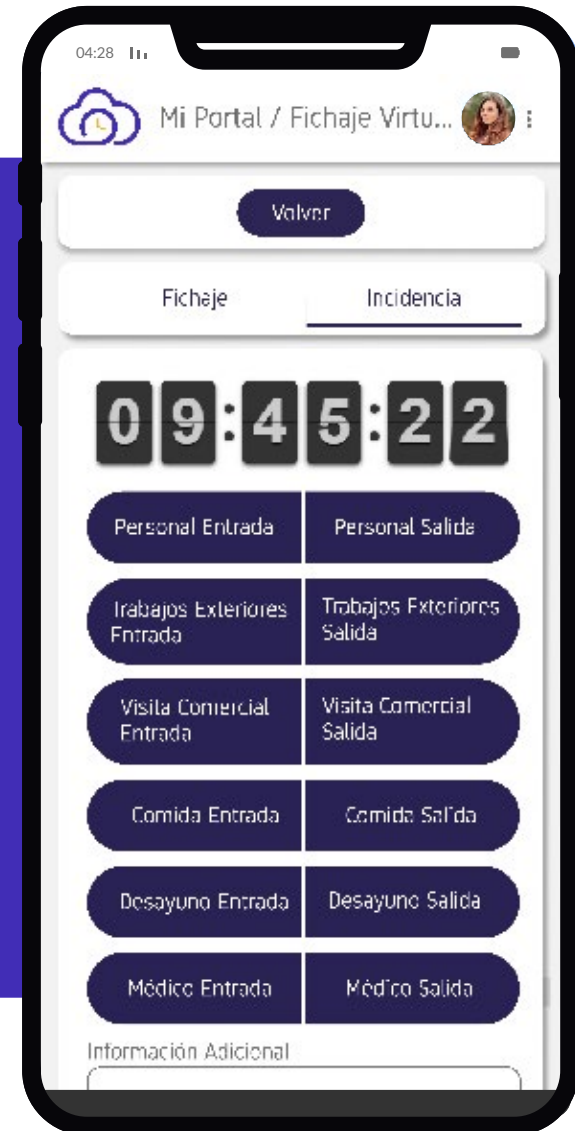 04:28
Mi Portal / Fichaje Virtu...
Volver
Fichaje Incidencia
09:45:22
Personal Entrada Personal Salida
Trabajos Exteriores Trabajos Exteriores
Entrada Salida
Visita Comercial Visita Comercial
Entrada Salida
Comida Entrada Comida Salida
Desayuno Entrada Desayuno Salida
Médico Entrada Médico Salida
Información Adicional